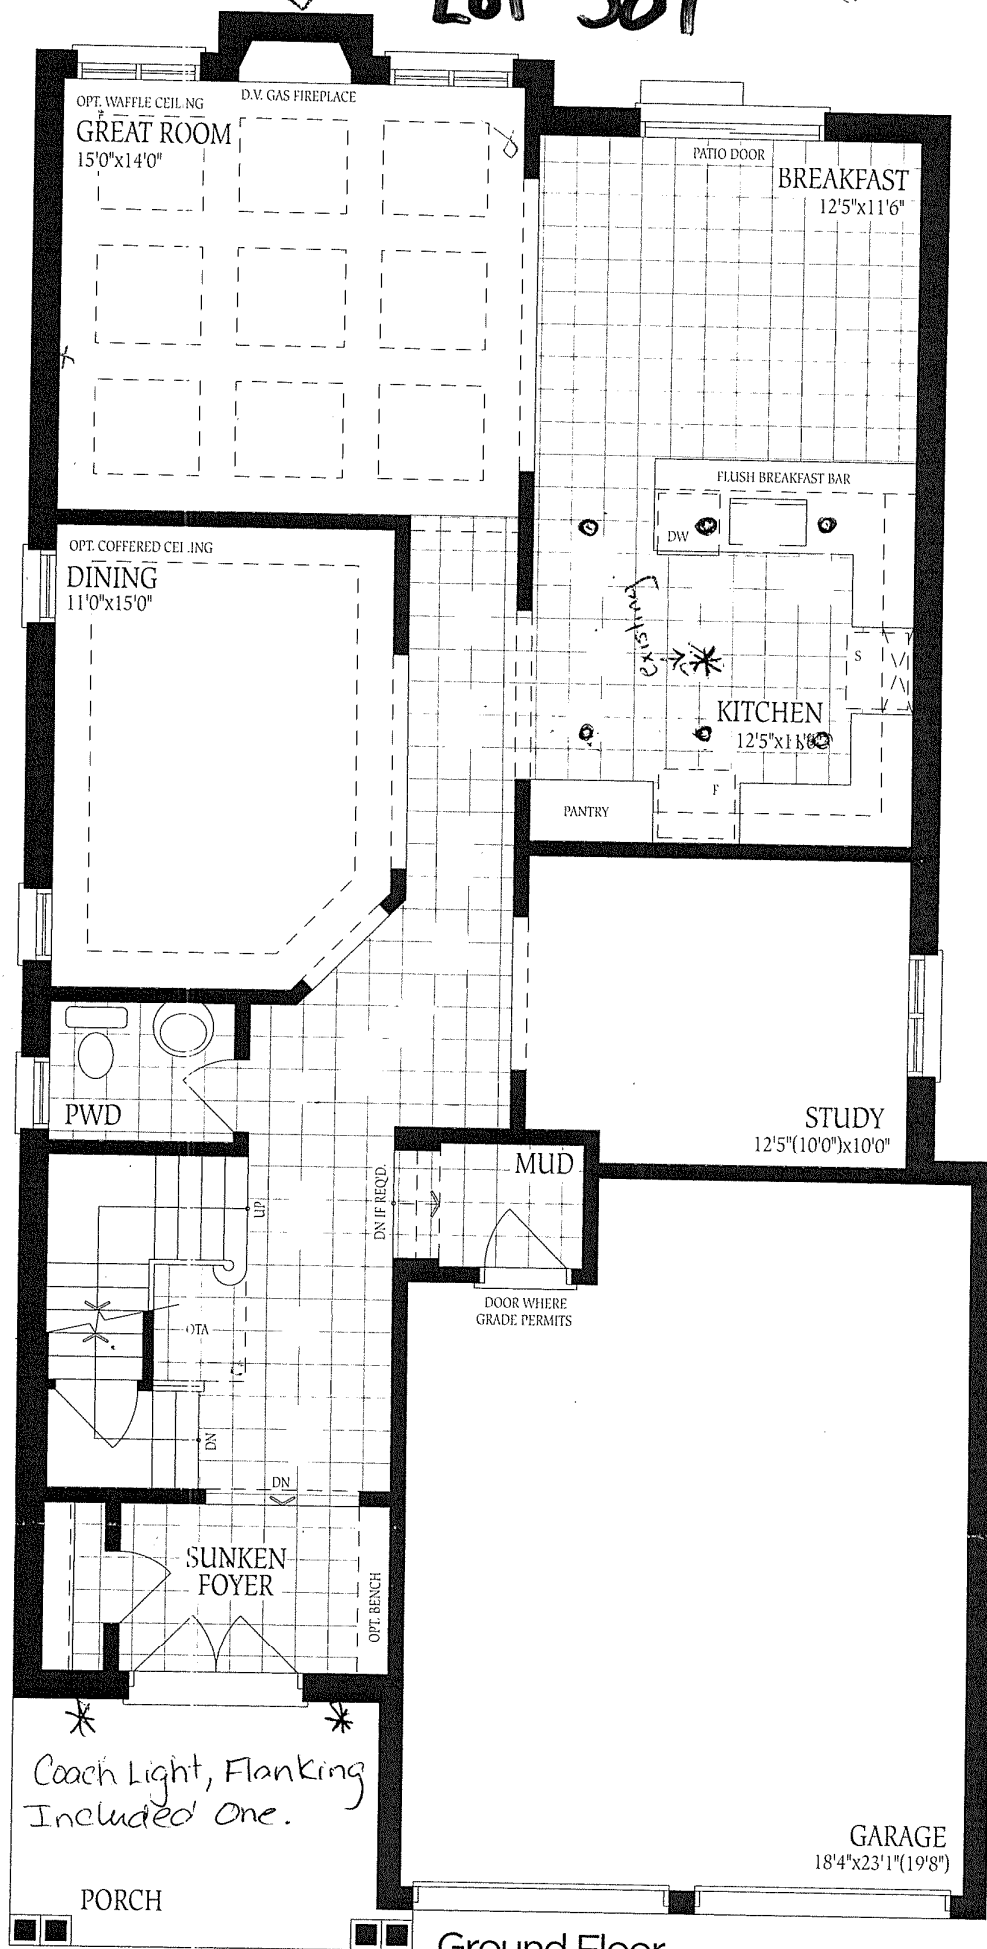 OPT. WAFFLE CEILING
GREAT ROOM
15'0"x14'0"
D.V. GAS FIREPLACE
PATIO DOOR
BREAKFAST
12'5"x11'6"
FLUSH BREAKFAST BAR
DW
existing
S
KITCHEN
F
PANTRY
OPT. COFFERED CEILING
DINING
11'0"x15'0"
PWD
STUDY
12'5"(10'0")x10'0"
MUD
DN IF REQ'D.
UP
DOOR WHERE
GRADE PERMITS
OTA
DN
DN
SUNKEN
FOYER
OPT. BENCH
Coach Light, Flanking
Included One.
PORCH
GARAGE
18'4"x23'1"(19'8")
Ground Floor